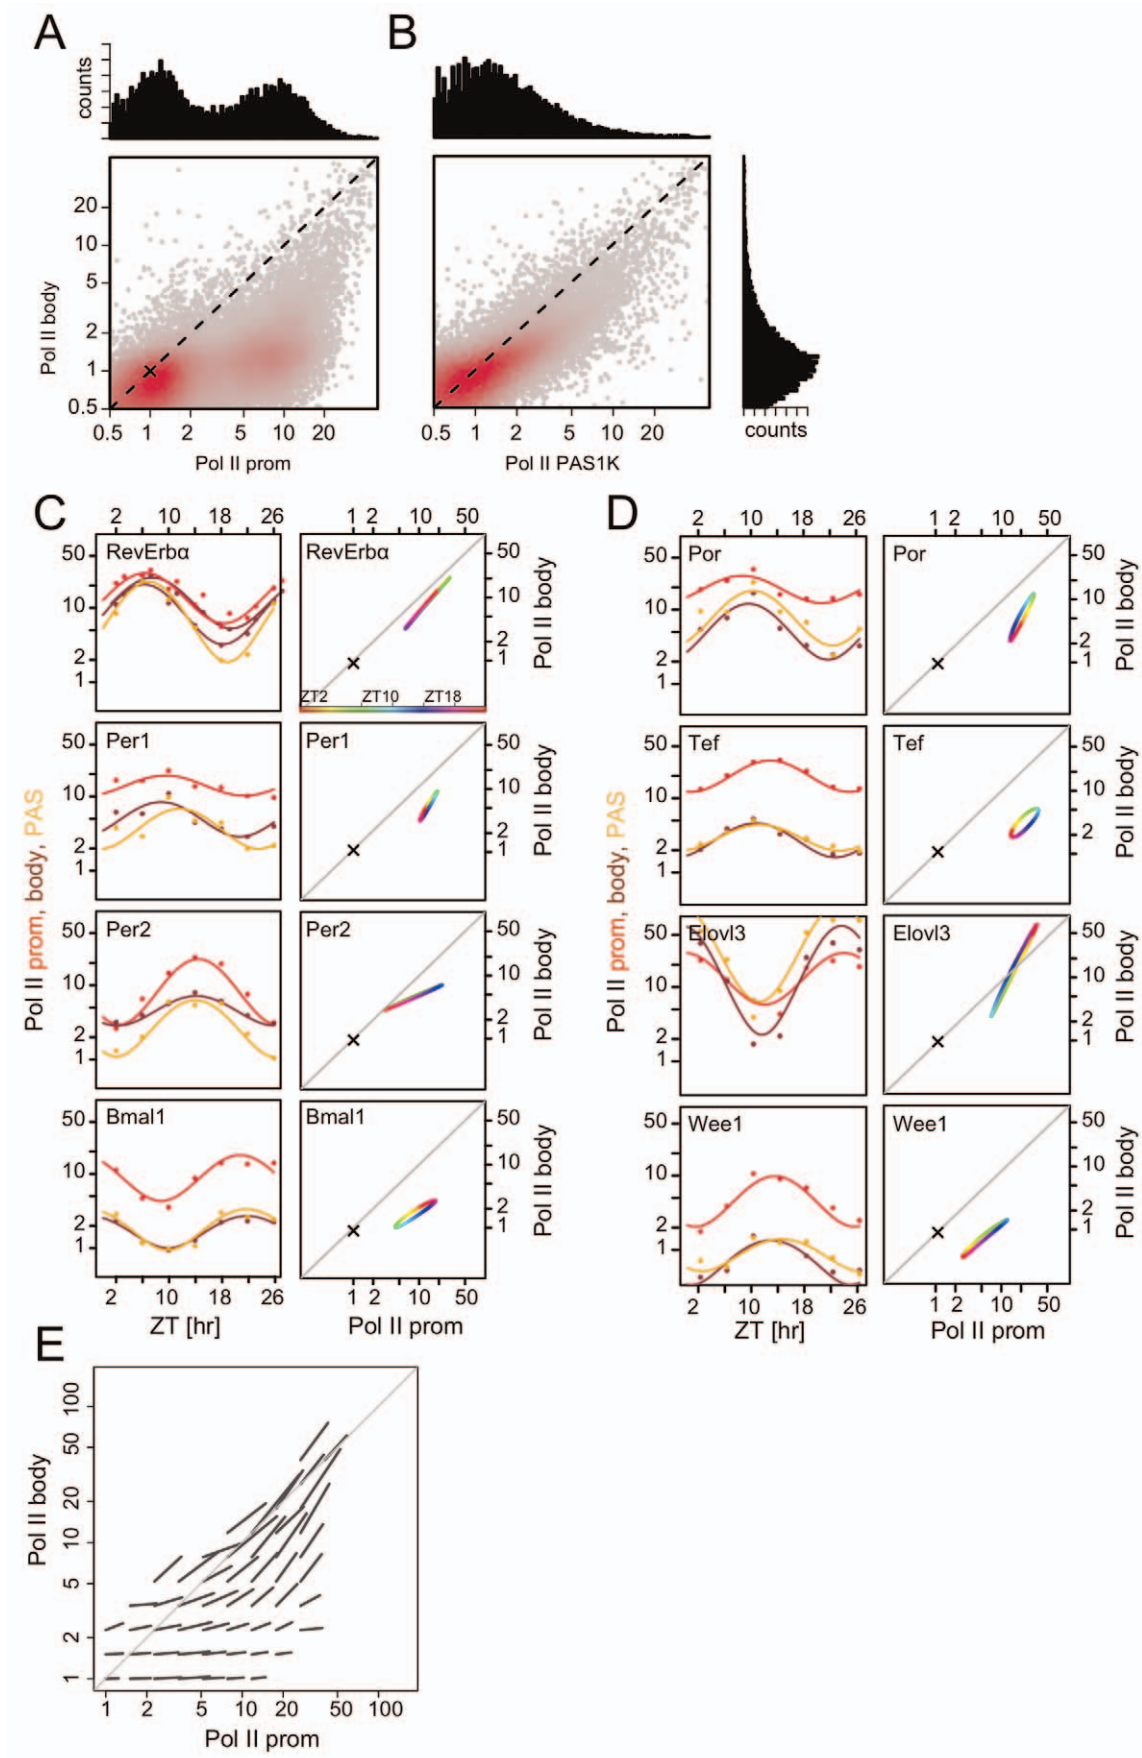 A
B
counts
Pol II body
20
10
5
2
1
0.5
0.5 1 2 5 10 20
Pol II prom
0.5 1 2 5 10 20
Pol II PAS1K
counts
C
2 10 18 26
1 2 10 50
RevErbα
50
10
2
1
RevErbα
50
10
2
1
Pol II body
ZT2 ZT10 ZT18
Per1
50
10
2
1
Per1
50
10
2
1
Pol II body
Pol II prom, body, PAS
Per2
50
10
2
1
Per2
50
10
2
1
Pol II body
Bmal1
50
10
2
1
Bmal1
50
10
2
1
Pol II body
2 10 18 26
ZT [hr]
1 2 10 50
Pol II prom
D
2 10 18 26
1 2 10 50
Por
50
10
2
1
Por
50
10
2
1
Pol II body
Tef
50
10
2
1
Tef
50
10
2
Pol II body
Pol II prom, body, PAS
Elovl3
50
10
2
1
Elovl3
50
10
2
1
Pol II body
Wee1
50
10
2
1
Wee1
50
10
2
1
Pol II body
2 10 18 26
ZT [hr]
1 2 10 50
Pol II prom
E
Pol II body
100
50
20
10
5
2
1
1 2 5 10 20 50 100
Pol II prom